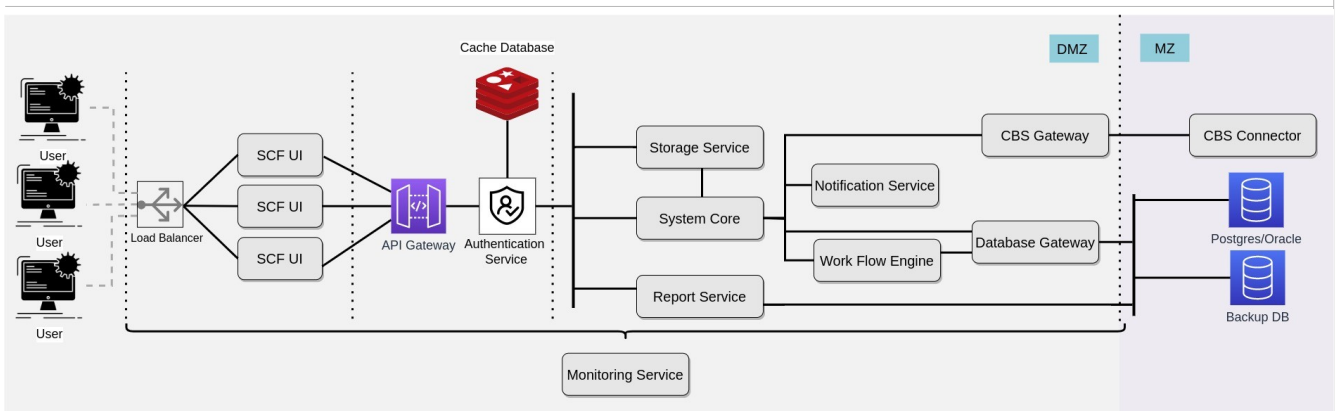 Cache Database
DMZ
MZ
User
User
User
Load Balancer
SCF UI
SCF UI
SCF UI
API Gateway
Authentication
Service
Storage Service
System Core
Report Service
Notification Service
Work Flow Engine
CBS Gateway
Database Gateway
CBS Connector
Postgres/Oracle
Backup DB
Monitoring Service